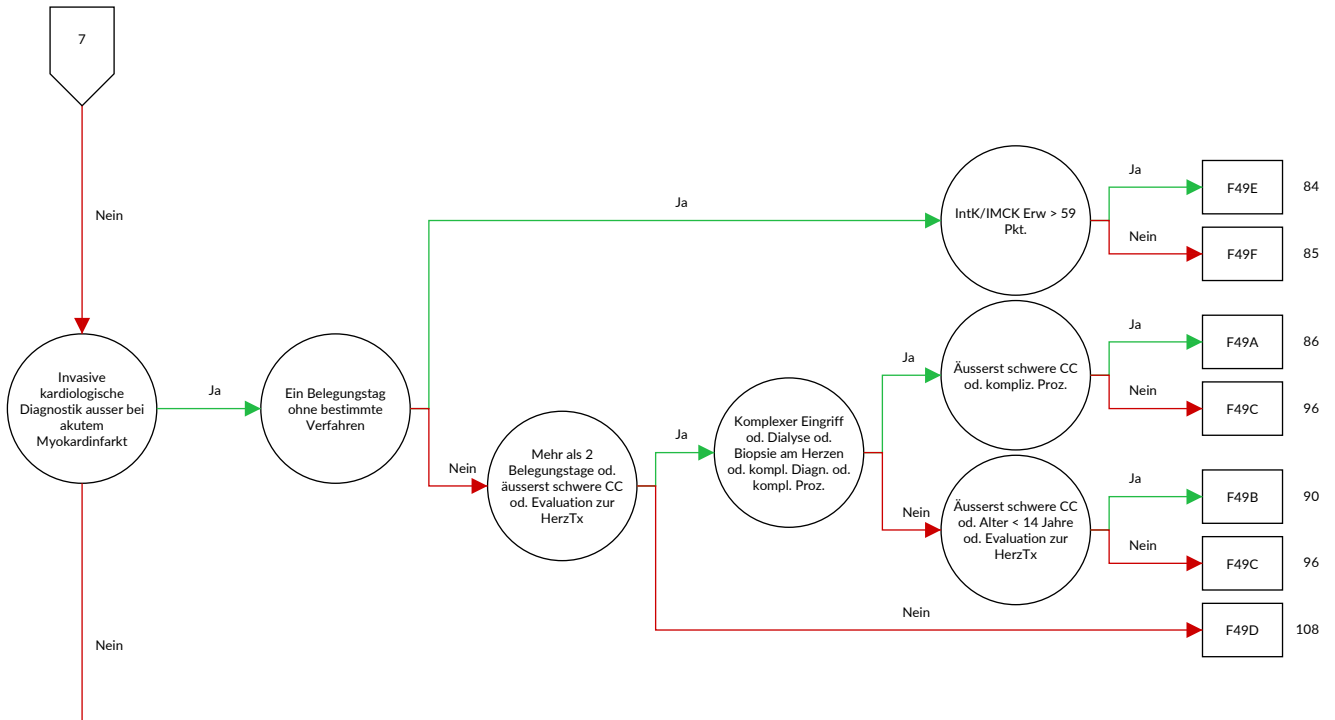 7
Nein
Ja
Ja
IntK/IMCK Erw > 59
Pkt.
Nein
F49E
84
F49F
85
Invasive
kardiologische
Diagnostik ausser bei
akutem
Myokardinfarkt
Ja
Ein Belegungstag
ohne bestimmte
Verfahren
Nein
Mehr als 2
Belegungstage od.
äusserst schwere CC
od. Evaluation zur
HerzTx
Ja
Komplexer Eingriff
od. Dialyse od.
Biopsie am Herzen
od. kompl. Diagn. od.
kompl. Proz.
Ja
Äusserst schwere CC
od. kompliz. Proz.
Ja
F49A
86
Nein
F49C
96
Nein
Äusserst schwere CC
od. Alter < 14 Jahre
od. Evaluation zur
HerzTx
Ja
F49B
90
Nein
F49C
96
Nein
F49D
108
Nein